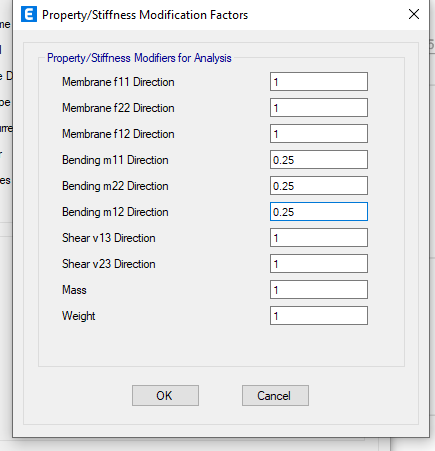 E Property/Stiffness Modification Factors
Property/Stiffness Modifiers for Analysis
Membrane f11 Direction 1
Membrane f22 Direction 1
Membrane f12 Direction 1
Bending m11 Direction 0.25
Bending m22 Direction 0.25
Bending m12 Direction 0.25
Shear v13 Direction 1
Shear v23 Direction 1
Mass 1
Weight 1
OK Cancel